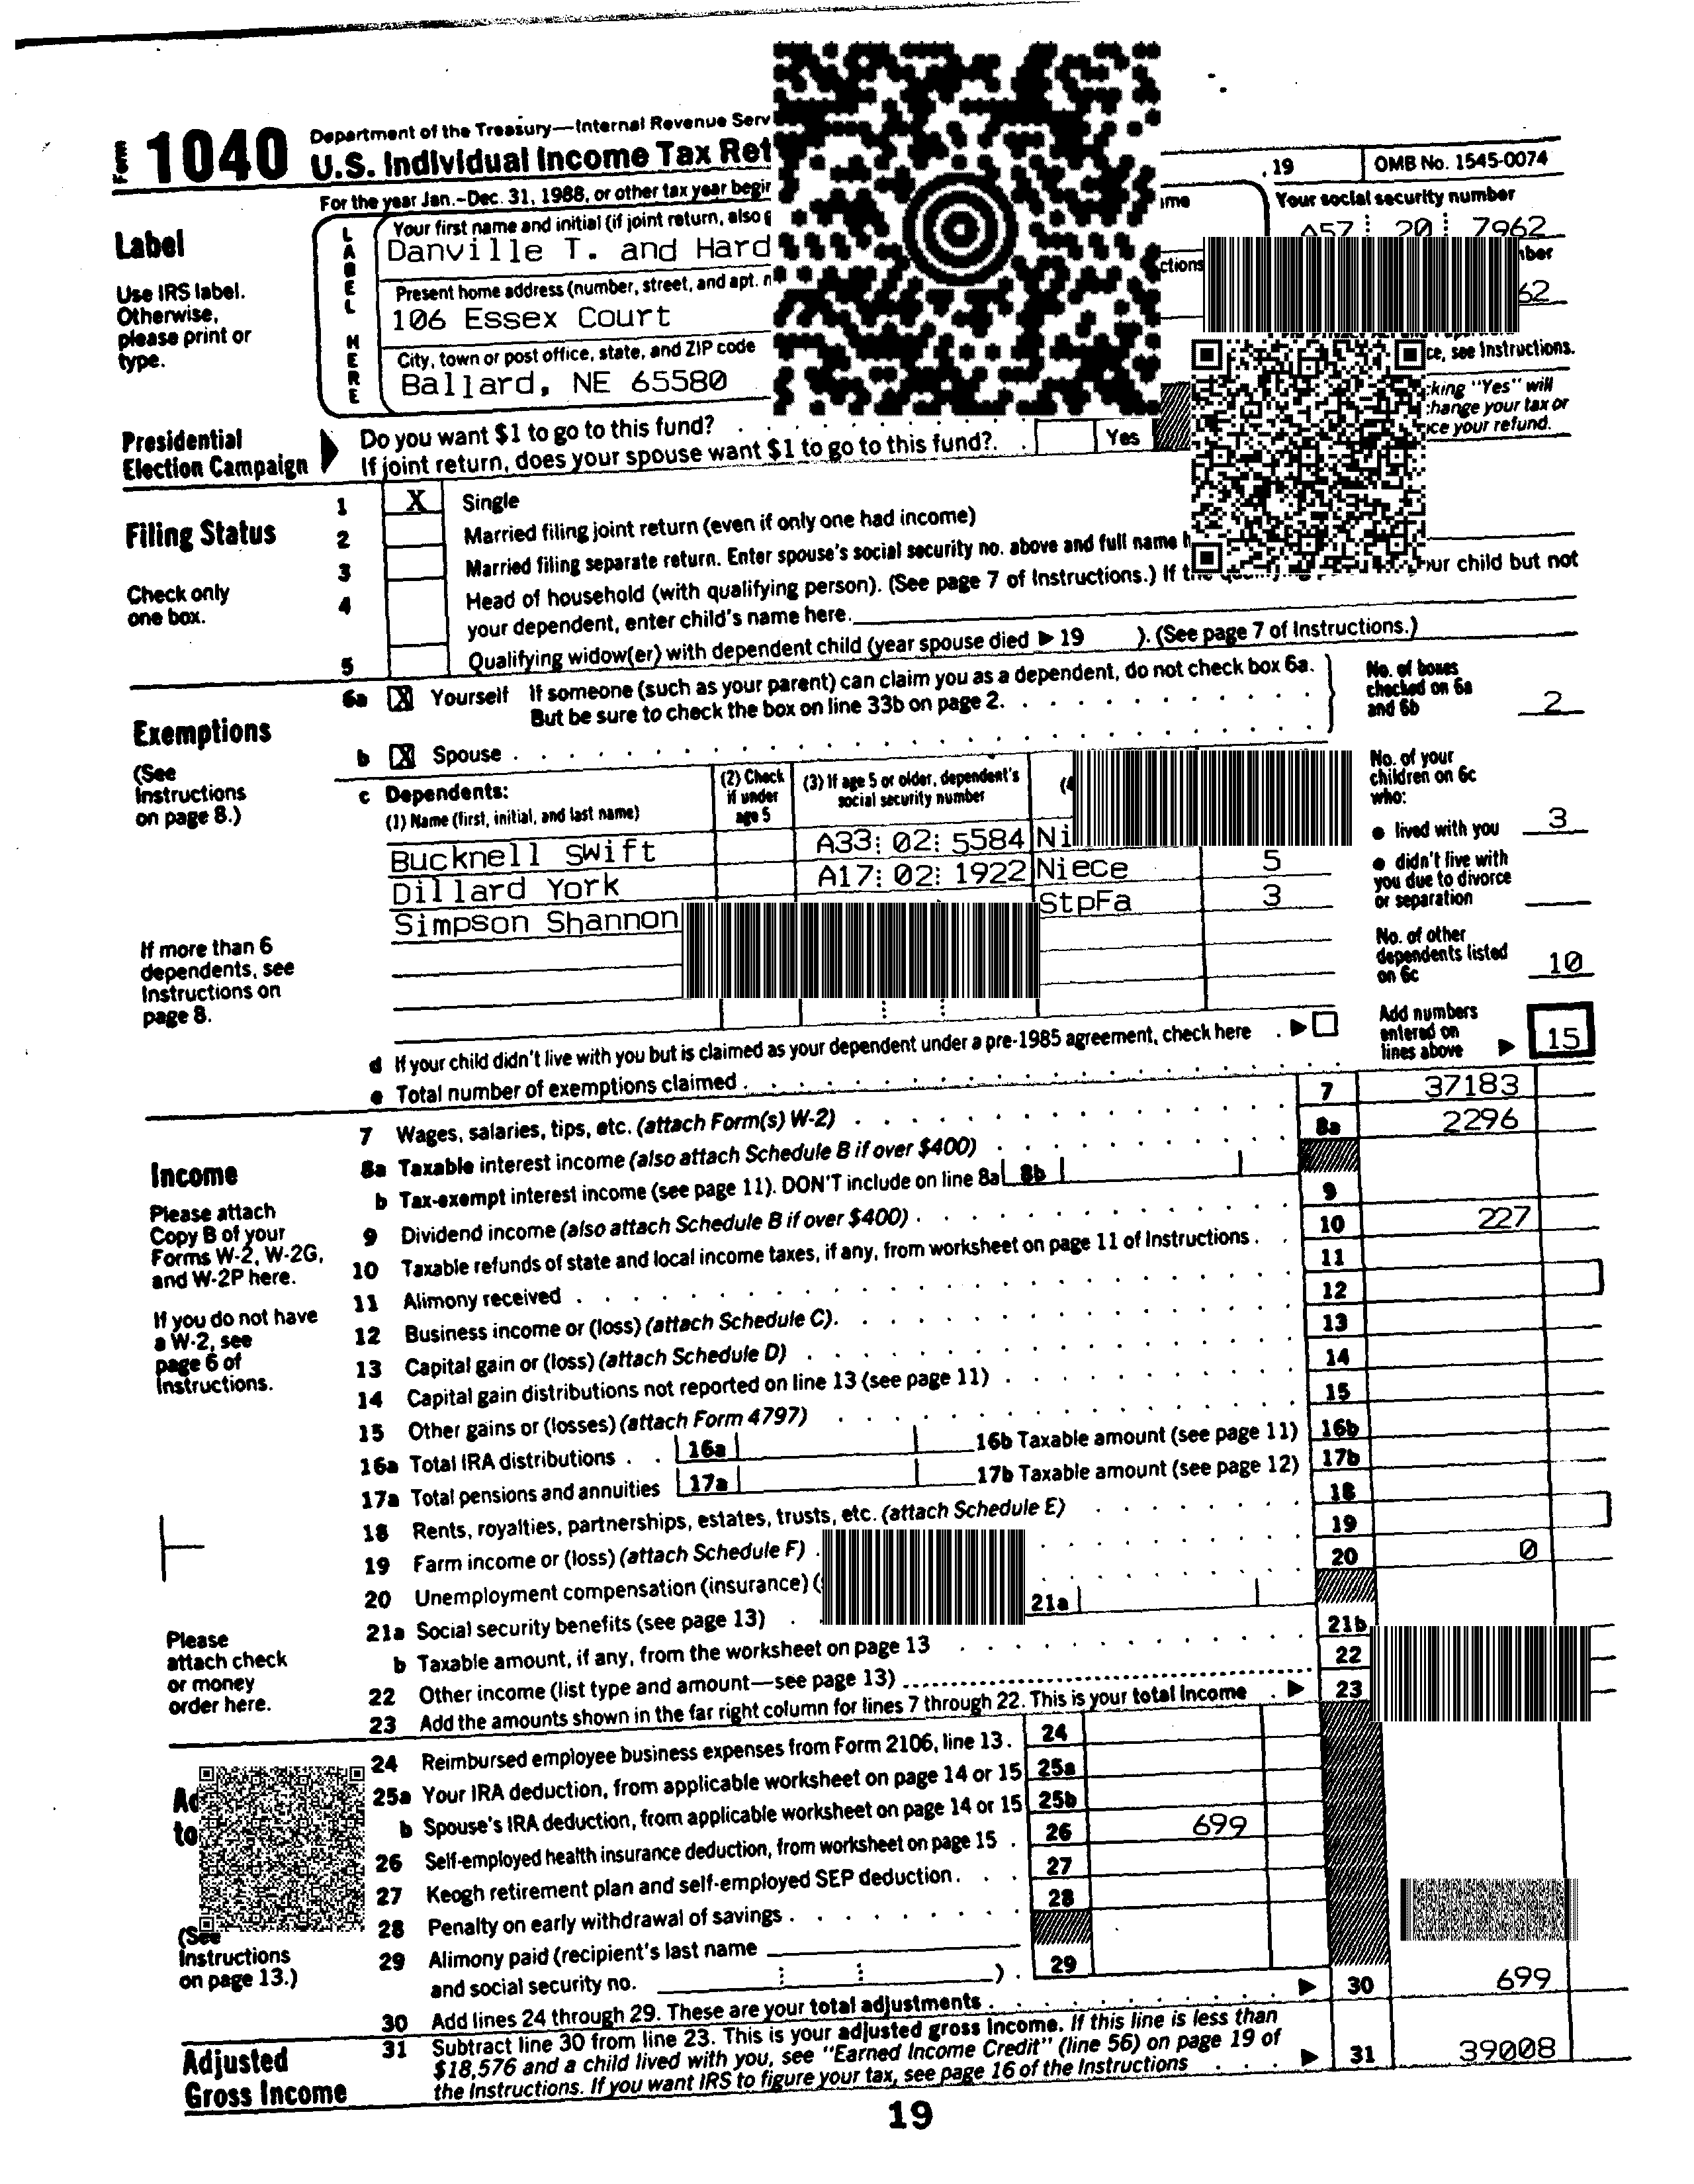 Form 1040 Department of the Treasury—Internal Revenue
U.S. Individual Income Tax
.19 OMB No. 1545-0074
For the year Jan.–Dec. 31, 1988, or other tax year
Label
Use IRS label. Otherwise, please print or type.
LABEL HERE
Your first name and initial (if joint return, also
Your social security number
Danville T. and
A57 20 7962
Present home address (number, street, and apt.
106 Essex Court
62
City, town or post office, state, and ZIP code
see Instructions.
Ballard, NE 65580
"Yes" will
your tax or
your refund.
Presidential Election Campaign
Do you want $1 to go to this fund? . . . . . . . .
If joint return, does your spouse want $1 to go to this fund?. . Yes
Filing Status
Check only one box.
1 X Single
2 Married filing joint return (even if only one had income)
3 Married filing separate return. Enter spouse's social security no. above and full name
4 Head of household (with qualifying person). (See page 7 of Instructions.) If child but not
your dependent, enter child's name here.
5 Qualifying widow(er) with dependent child (year spouse died ▶ 19 ). (See page 7 of Instructions.)
Exemptions
(See Instructions on page 8.)
6a X Yourself If someone (such as your parent) can claim you as a dependent, do not check box 6a.
But be sure to check the box on line 33b on page 2. . . . . . . . . .
No. of boxes checked on 6a and 6b 2
b X Spouse . . . . . . . . . . . . . . . . . . . .
c Dependents:
(1) Name (first, initial, and last name)
(2) Check if under age 5
(3) If age 5 or older, dependent's social security number
No. of your children on 6c who:
Bucknell Swift A33 02 5584
● lived with you 3
Dillard York A17 02 1922 Niece 5
● didn't live with you due to divorce or separation
Simpson Shannon StpFa 3
If more than 6 dependents, see Instructions on page 8.
No. of other dependents listed on 6c 10
d If your child didn't live with you but is claimed as your dependent under a pre-1985 agreement, check here . ▶
e Total number of exemptions claimed . . . . . . . . . . . . . .
Add numbers entered on lines above ▶ 15
Income
Please attach Copy B of your Forms W-2, W-2G, and W-2P here.
If you do not have a W-2, see page 6 of Instructions.
Please attach check or money order here.
7 Wages, salaries, tips, etc. (attach Form(s) W-2) . . . . . . . . 7 37183
8a Taxable interest income (also attach Schedule B if over $400) . . . . . . 8a 2296
b Tax-exempt interest income (see page 11). DON'T include on line 8a 8b
9 Dividend income (also attach Schedule B if over $400) . . . . . . . . 9
10 Taxable refunds of state and local income taxes, if any, from worksheet on page 11 of Instructions . . 10 227
11 Alimony received . . . . . . . . . . 11
12 Business income or (loss) (attach Schedule C). . . . . . . . . 12
13 Capital gain or (loss) (attach Schedule D) . . . . . . . . . 13
14 Capital gain distributions not reported on line 13 (see page 11) . . . . . . 14
15 Other gains or (losses) (attach Form 4797) . . . . . . . . . 15
16a Total IRA distributions . . 16a 16b Taxable amount (see page 11) 16b
17a Total pensions and annuities 17a 17b Taxable amount (see page 12) 17b
18 Rents, royalties, partnerships, estates, trusts, etc. (attach Schedule E) . . . . 18
19 Farm income or (loss) (attach Schedule F) . . . . . . . 19
20 Unemployment compensation (insurance) . . . . . . . 20 0
21a Social security benefits (see page 13) . . 21a
b Taxable amount, if any, from the worksheet on page 13 . . . . . . . 21b
22 Other income (list type and amount—see page 13) 22
23 Add the amounts shown in the far right column for lines 7 through 22. This is your total income . ▶ 23
(See Instructions on page 13.)
24 Reimbursed employee business expenses from Form 2106, line 13 . 24
25a Your IRA deduction, from applicable worksheet on page 14 or 15 25a
b Spouse's IRA deduction, from applicable worksheet on page 14 or 15 25b
26 Self-employed health insurance deduction, from worksheet on page 15 . 26 699
27 Keogh retirement plan and self-employed SEP deduction . . . 27
28 Penalty on early withdrawal of savings . . . . . . . . 28
29 Alimony paid (recipient's last name
and social security no. ) . 29
30 Add lines 24 through 29. These are your total adjustments . . . . . . . ▶ 30 699
Adjusted Gross Income
31 Subtract line 30 from line 23. This is your adjusted gross income. If this line is less than
$18,576 and a child lived with you, see "Earned Income Credit" (line 56) on page 19 of
the Instructions. If you want IRS to figure your tax, see page 16 of the Instructions . . . ▶ 31 39008
19